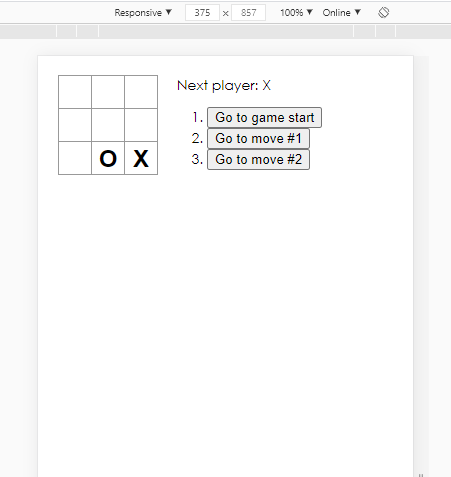 Responsive ▼ 375 x 857 100% ▼ Online ▼
Next player: X
1. Go to game start
2. Go to move #1
3. Go to move #2
O X